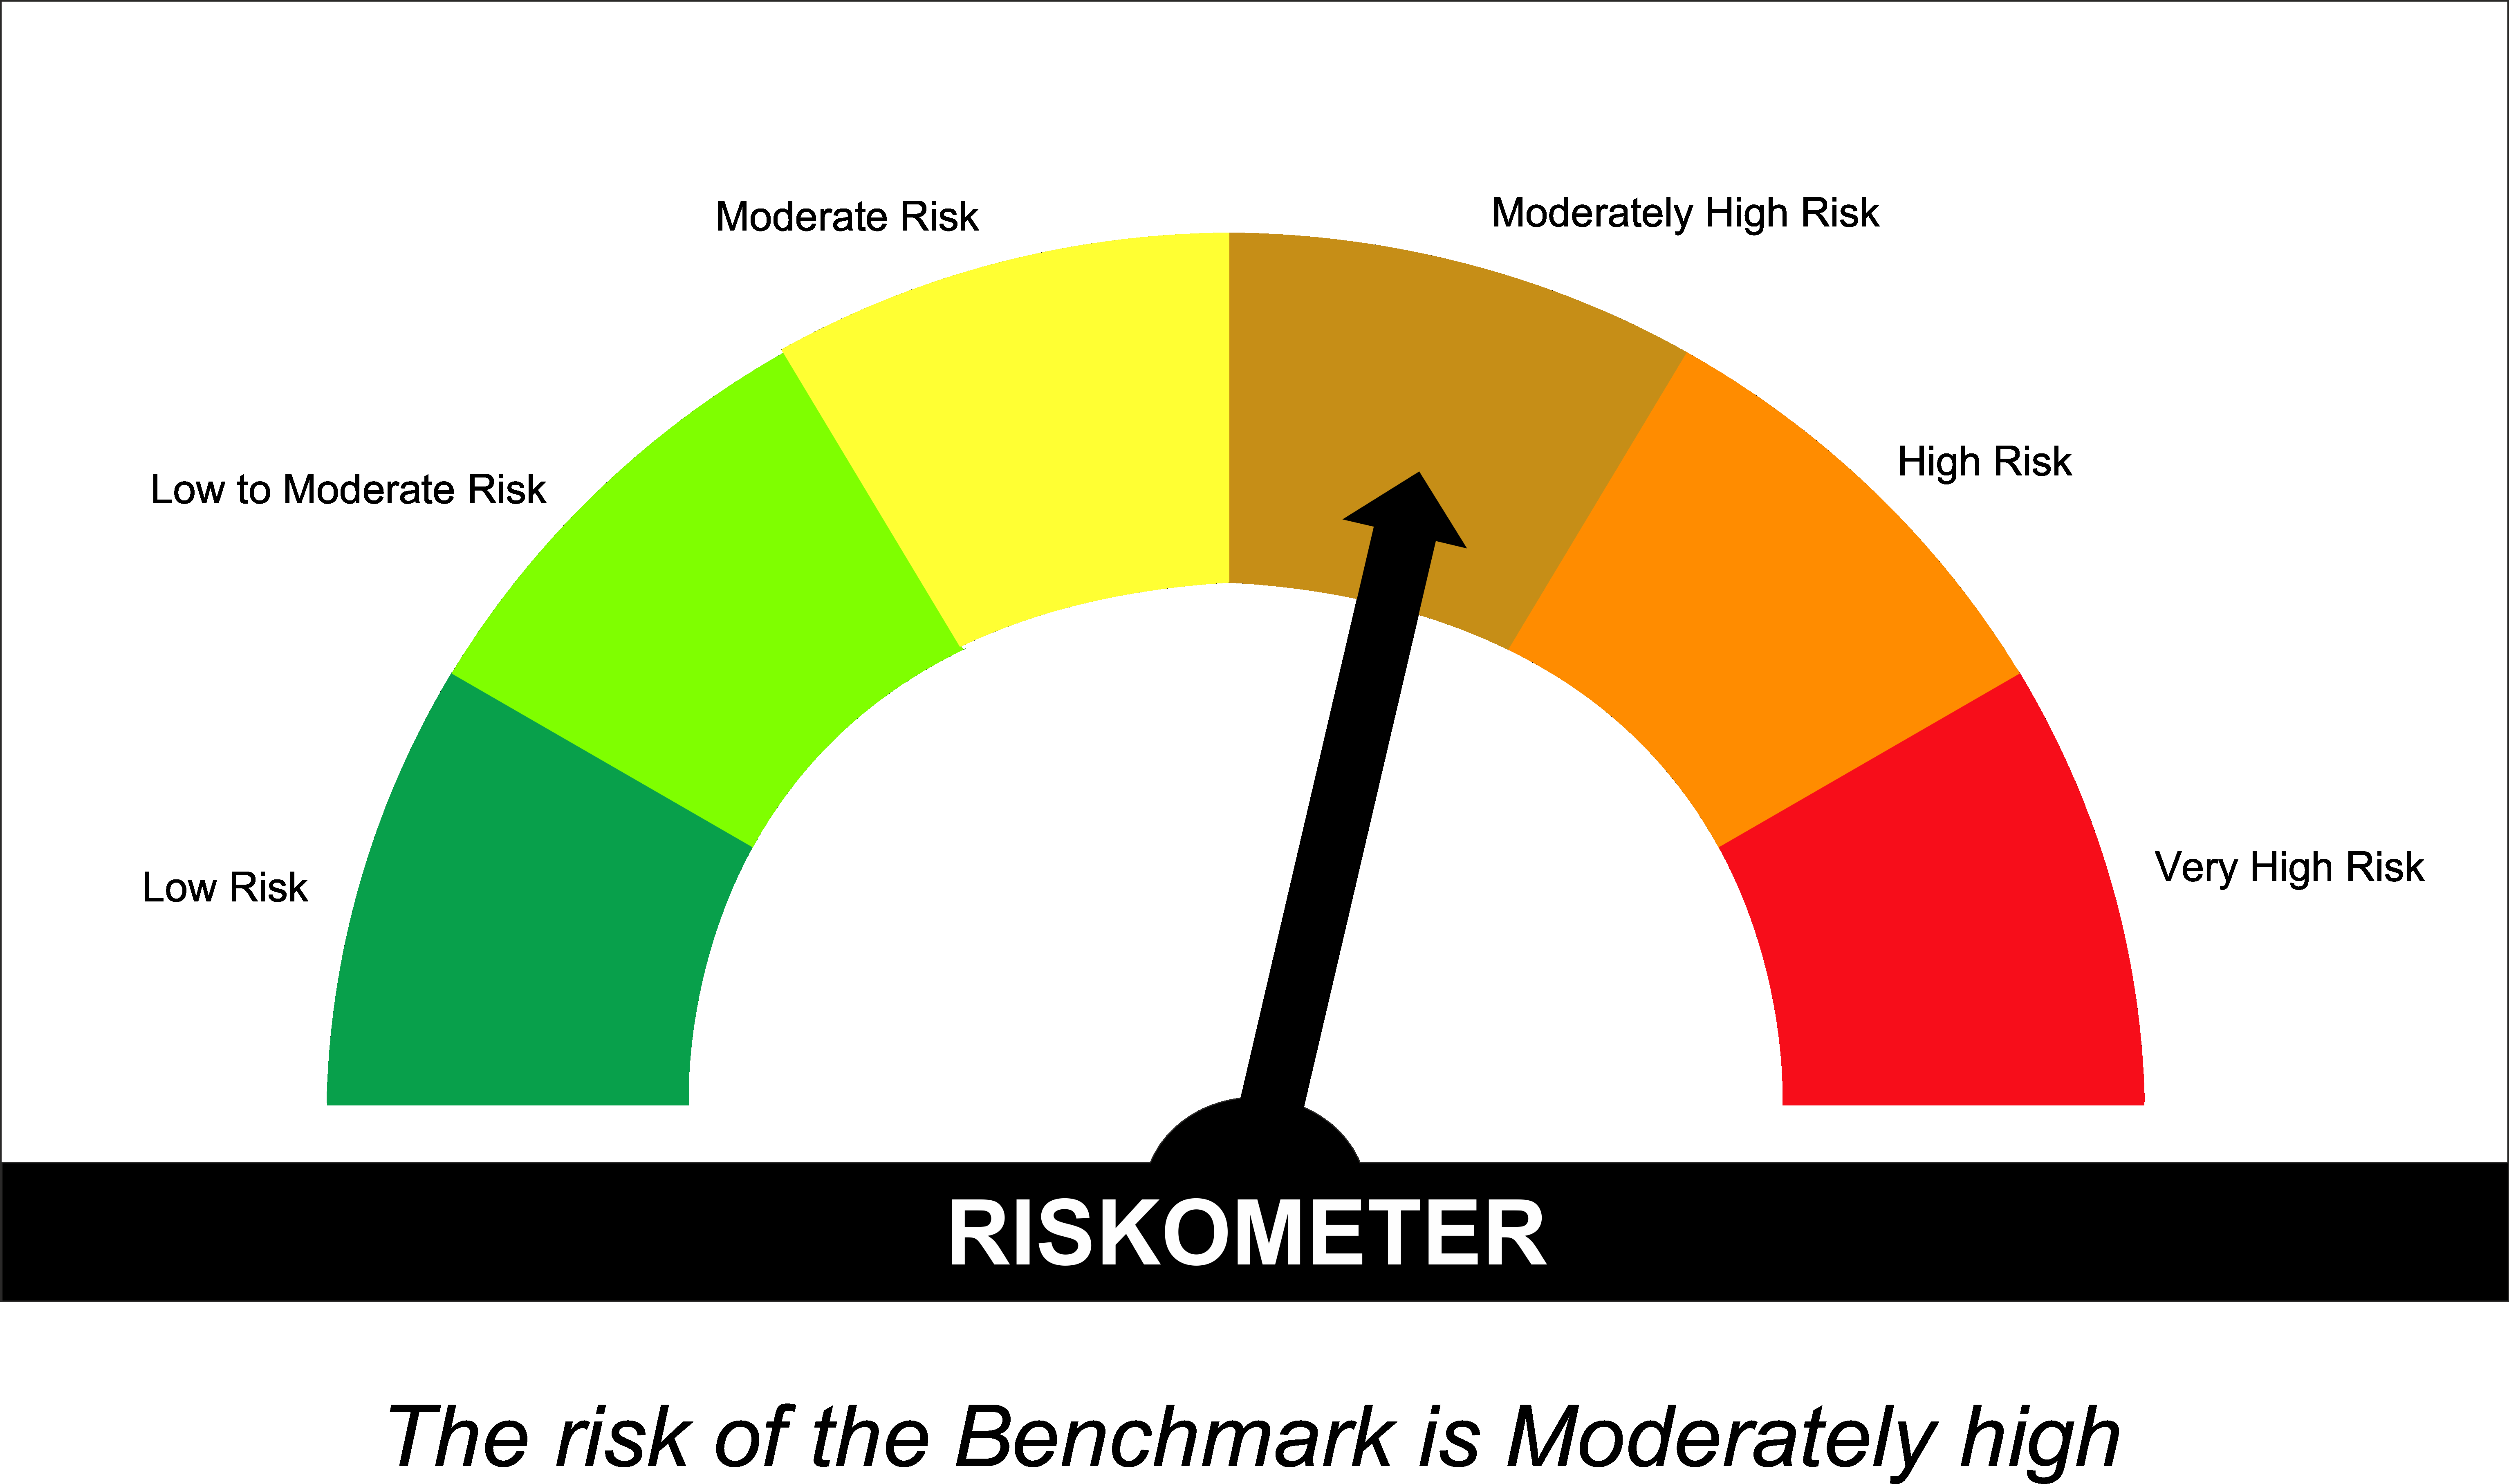 Moderate Risk
Moderately High Risk
Low to Moderate Risk
High Risk
Low Risk
Very High Risk
RISKOMETER
The risk of the Benchmark is Moderately high